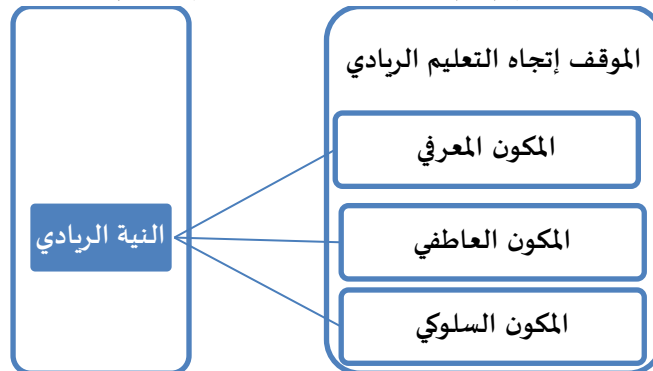 الموقف إتجاه التعليم الريادي
المكون المعرفي
النية الريادي
المكون العاطفي
المكون السلوكي